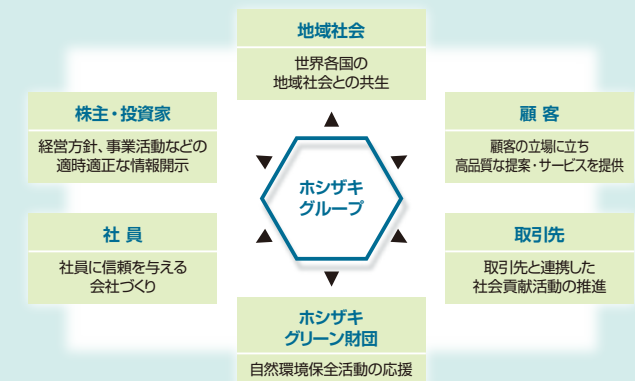 地域社会
世界各国の
地域社会との共生
株主・投資家
経営方針、事業活動などの
適時適正な情報開示
顧 客
顧客の立場に立ち
高品質な提案・サービスを提供
ホシザキ
グループ
社 員
社員に信頼を与える
会社づくり
取引先
取引先と連携した
社会貢献活動の推進
ホシザキ
グリーン財団
自然環境保全活動の応援